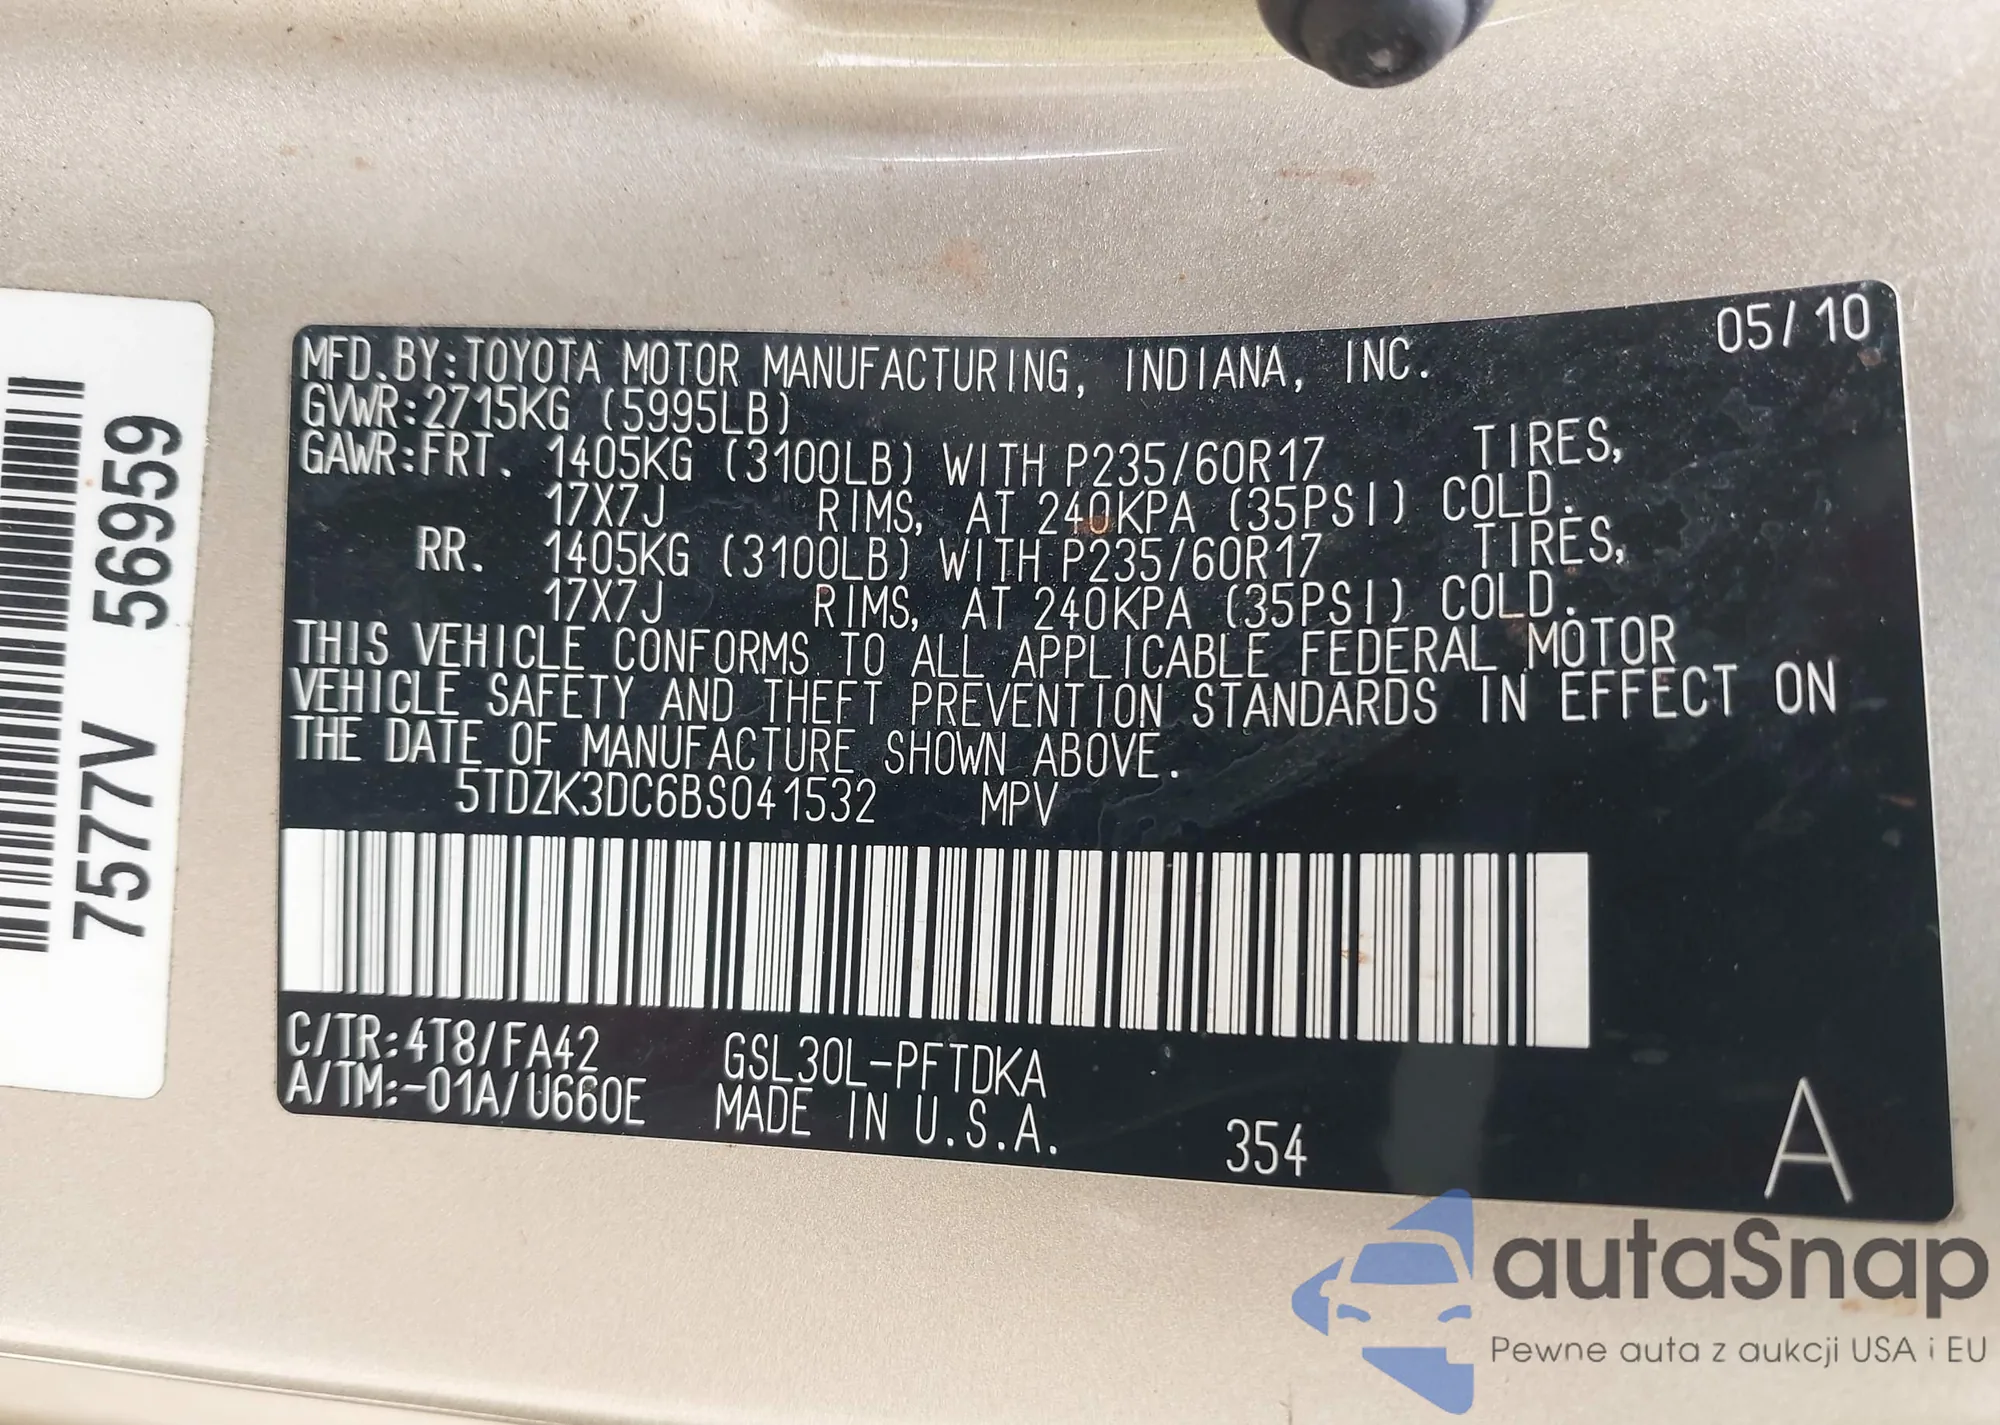 7577V 56959
05/10
MFD.BY:TOYOTA MOTOR MANUFACTURING, INDIANA, INC.
GVWR:2715KG (5995LB)
GAWR:FRT. 1405KG (3100LB) WITH P235/60R17 TIRES,
17X7J RIMS, AT 240KPA (35PSI) COLD.
RR. 1405KG (3100LB) WITH P235/60R17 TIRES,
17X7J RIMS, AT 240KPA (35PSI) COLD.
THIS VEHICLE CONFORMS TO ALL APPLICABLE FEDERAL MOTOR
VEHICLE SAFETY AND THEFT PREVENTION STANDARDS IN EFFECT ON
THE DATE OF MANUFACTURE SHOWN ABOVE.
5TDZK3DC6BS041532 MPV
C/TR:4T8/FA42 GSL30L-PFTDKA
A/TM:-01A/U660E MADE IN U.S.A. 354 A
autaSnap
Pewne auta z aukcji USA i EU